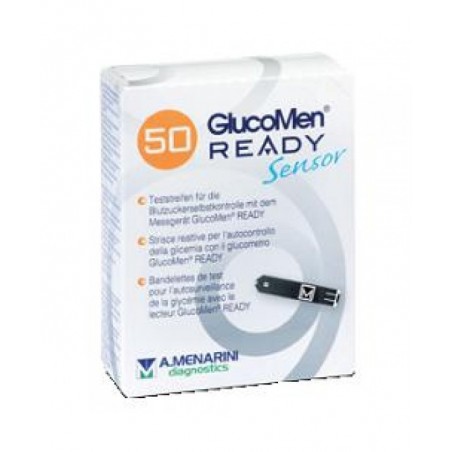 50
GlucoMen®
READY
Sensor
Teststreifen für die
Blutzuckerselbstkontrolle mit dem
Messgerät GlucoMen® READY
Strisce reattive per l'autocontrollo
della glicemia con il glucometro
GlucoMen® READY
Bandelettes de test
pour l'autosurveillance
de la glycémie avec le
lecteur GlucoMen® READY
A.MENARINI
diagnostics